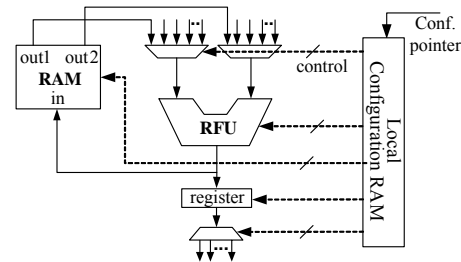 Conf.
pointer
out1 out2
RAM
in
control
RFU
Local
Configuration RAM
register